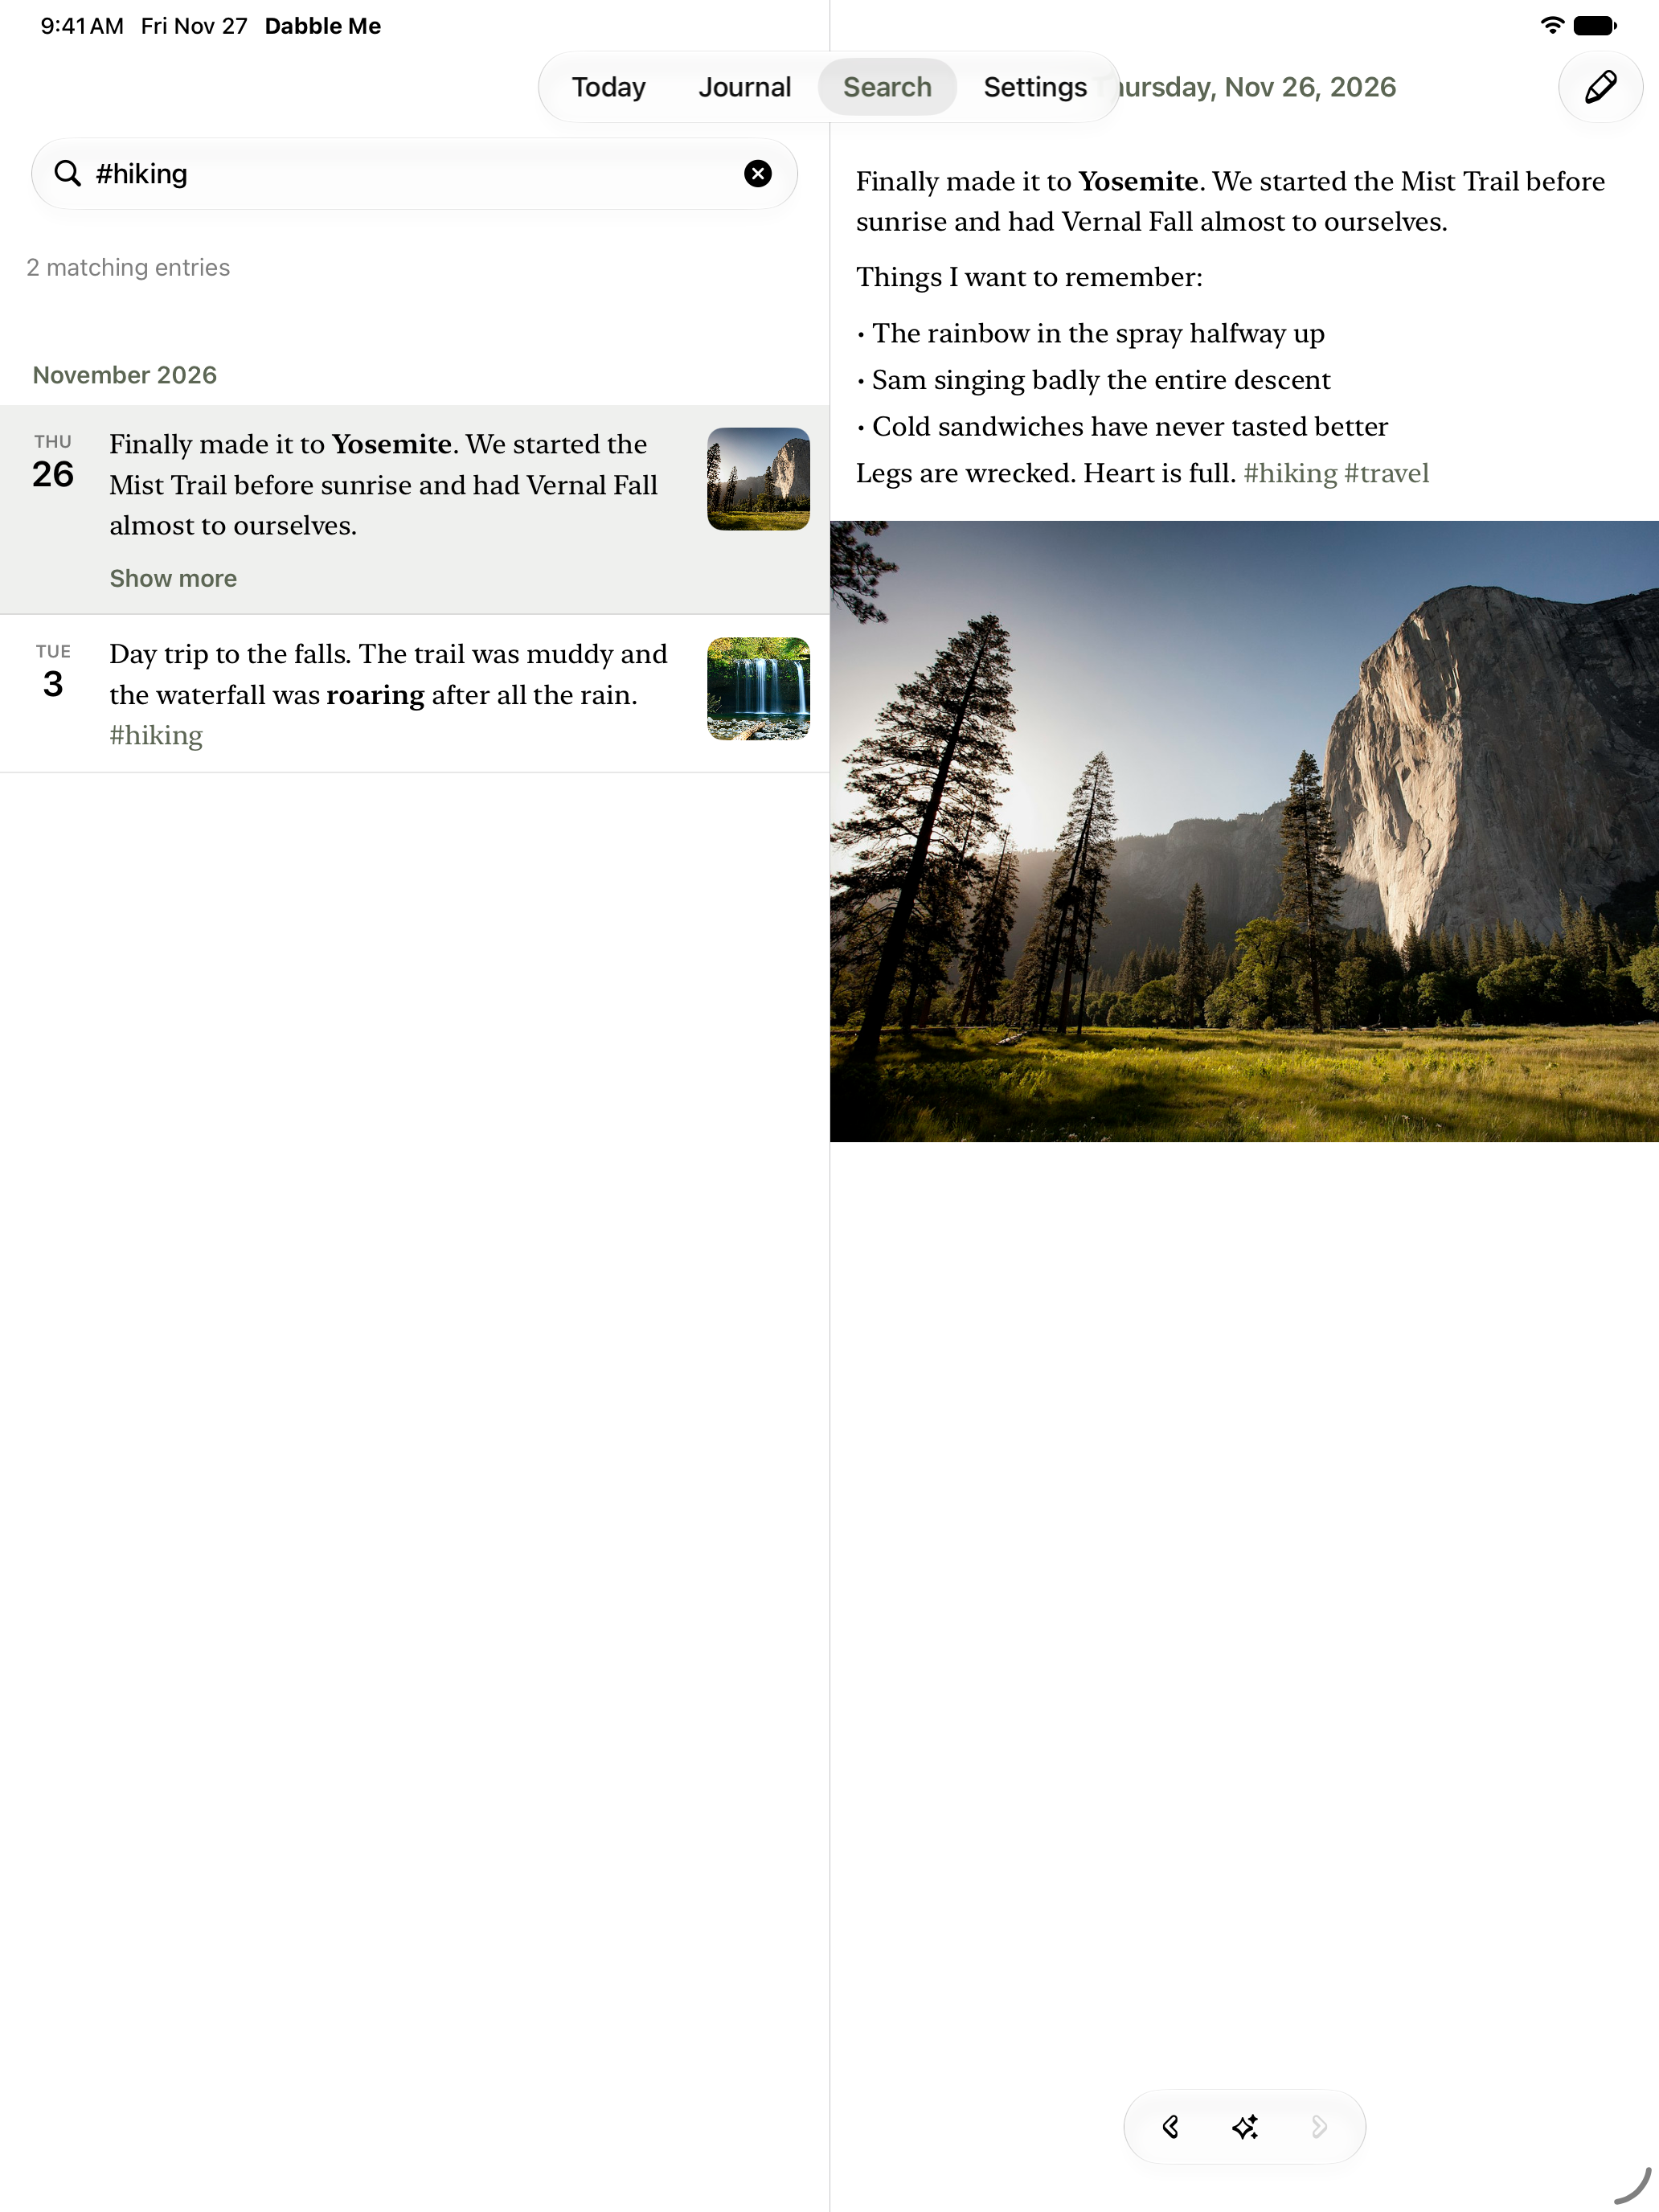 9:41 AM Fri Nov 27 Dabble Me
Today Journal Search Settings
#hiking
2 matching entries
November 2026
THU
26
Finally made it to Yosemite. We started the
Mist Trail before sunrise and had Vernal Fall
almost to ourselves.
Show more
TUE
3
Day trip to the falls. The trail was muddy and
the waterfall was roaring after all the rain.
#hiking
hursday, Nov 26, 2026
Finally made it to Yosemite. We started the Mist Trail before
sunrise and had Vernal Fall almost to ourselves.
Things I want to remember:
• The rainbow in the spray halfway up
• Sam singing badly the entire descent
• Cold sandwiches have never tasted better
Legs are wrecked. Heart is full. #hiking #travel